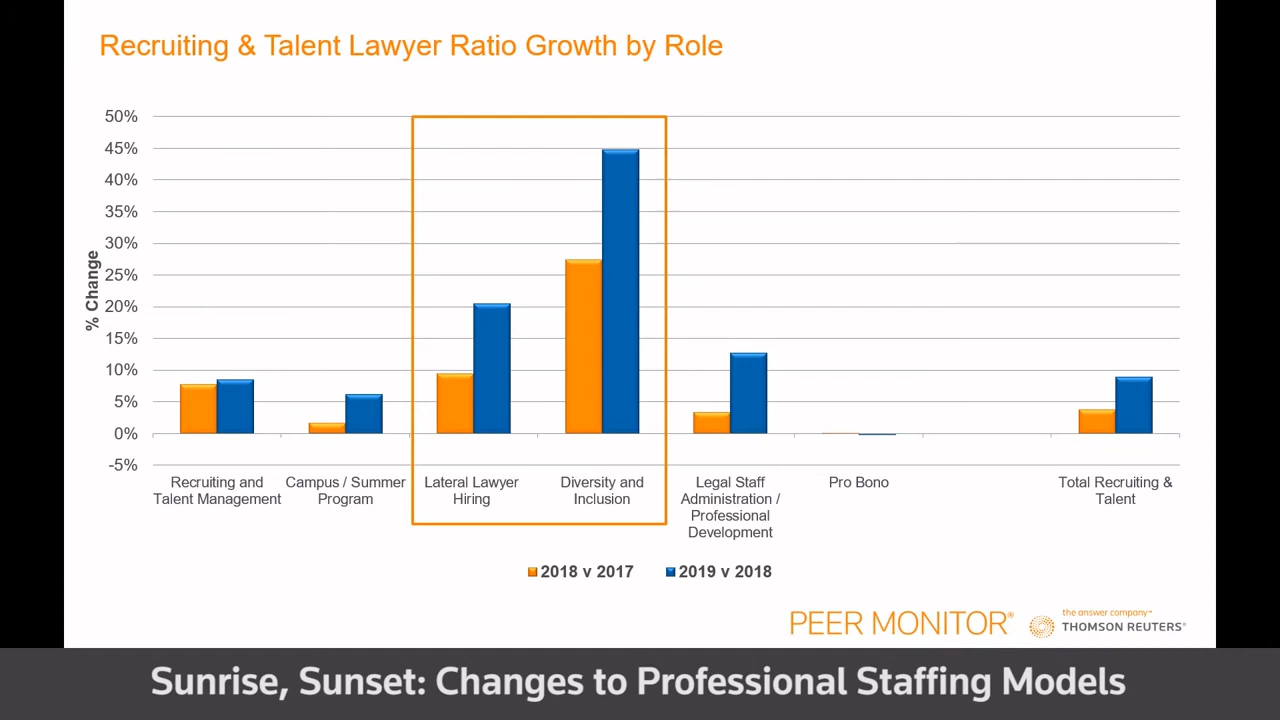 Recruiting & Talent Lawyer Ratio Growth by Role
% Change
50%
45%
40%
35%
30%
25%
20%
15%
10%
5%
0%
-5%
Recruiting and
Talent Management
Campus / Summer
Program
Lateral Lawyer
Hiring
Diversity and
Inclusion
Legal Staff
Administration /
Professional
Development
Pro Bono
Total Recruiting &
Talent
2018 v 2017
2019 v 2018
PEER MONITOR®
the answer company™
THOMSON REUTERS®
Sunrise, Sunset: Changes to Professional Staffing Models